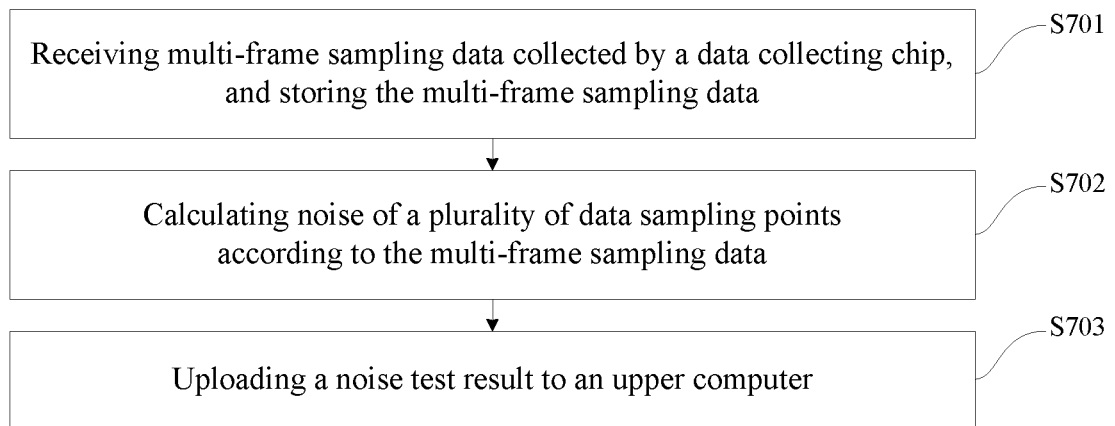 S701
Receiving multi-frame sampling data collected by a data collecting chip,
and storing the multi-frame sampling data
S702
Calculating noise of a plurality of data sampling points
according to the multi-frame sampling data
S703
Uploading a noise test result to an upper computer